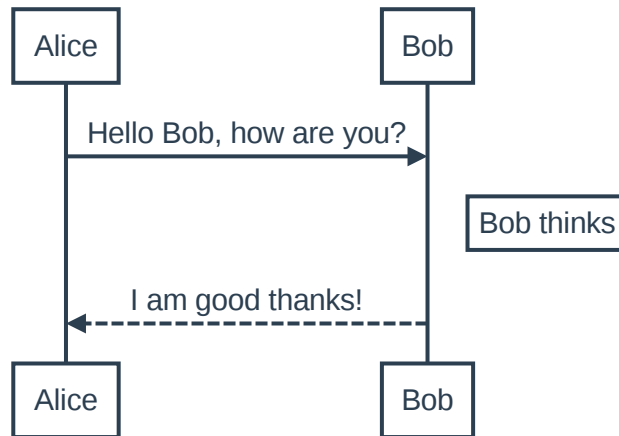 Alice
Bob
Hello Bob, how are you?
Bob thinks
I am good thanks!
Alice
Bob